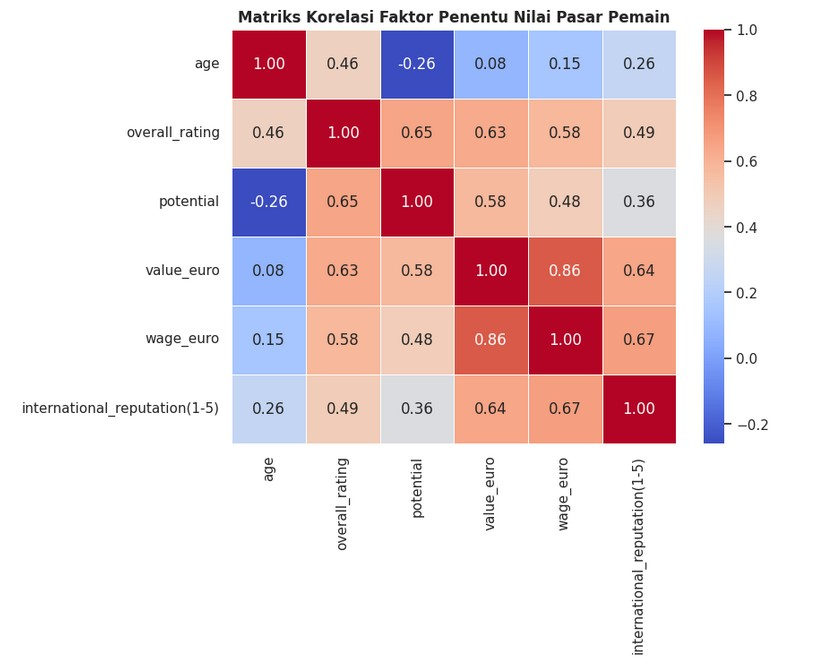 Matriks Korelasi Faktor Penentu Nilai Pasar Pemain
age 1.00 0.46 -0.26 0.08 0.15 0.26
overall_rating 0.46 1.00 0.65 0.63 0.58 0.49
potential -0.26 0.65 1.00 0.58 0.48 0.36
value_euro 0.08 0.63 0.58 1.00 0.86 0.64
wage_euro 0.15 0.58 0.48 0.86 1.00 0.67
international_reputation(1-5) 0.26 0.49 0.36 0.64 0.67 1.00
age
overall_rating
potential
value_euro
wage_euro
international_reputation(1-5)
1.0
0.8
0.6
0.4
0.2
0.0
−0.2